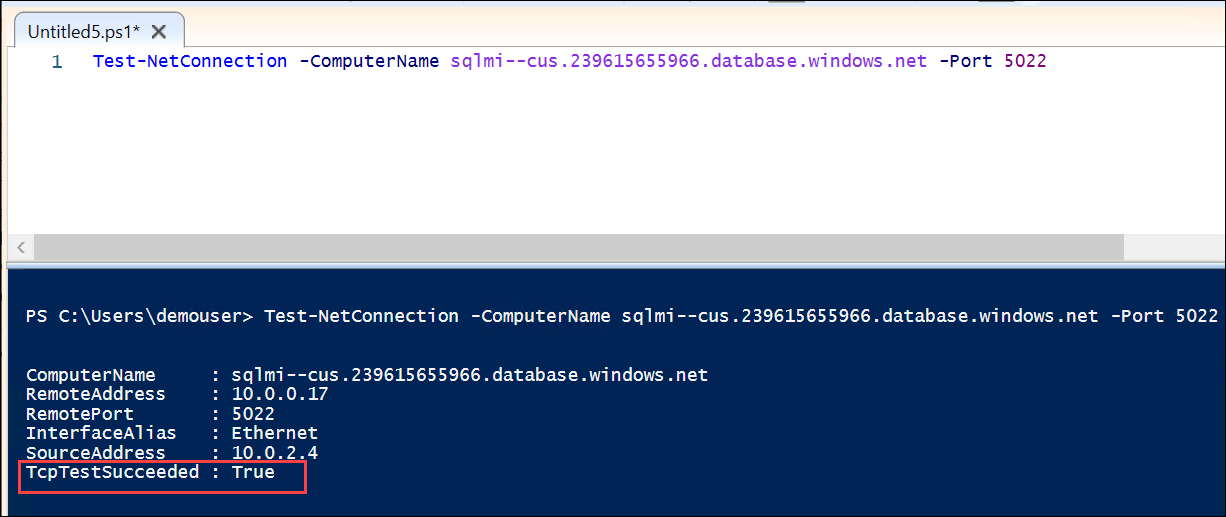 Untitled5.ps1* X
1 Test-NetConnection -ComputerName sqlmi--cus.239615655966.database.windows.net -Port 5022
PS C:\Users\demouser> Test-NetConnection -ComputerName sqlmi--cus.239615655966.database.windows.net -Port 5022
ComputerName     : sqlmi--cus.239615655966.database.windows.net
RemoteAddress    : 10.0.0.17
RemotePort       : 5022
InterfaceAlias   : Ethernet
SourceAddress    : 10.0.2.4
TcpTestSucceeded : True